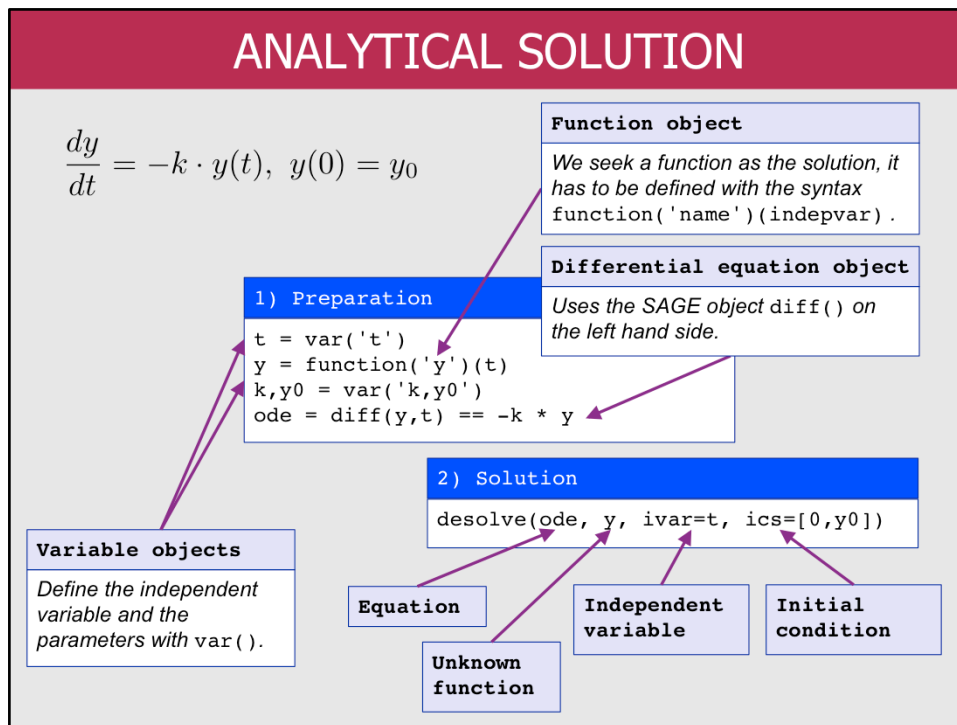 ANALYTICAL SOLUTION
dy/dt = −k · y(t), y(0) = y₀
Function object
We seek a function as the solution, it
has to be defined with the syntax
function('name')(indepvar) .
Differential equation object
Uses the SAGE object diff() on
the left hand side.
1) Preparation
t = var('t')
y = function('y')(t)
k,y0 = var('k,y0')
ode = diff(y,t) == -k * y
2) Solution
desolve(ode, y, ivar=t, ics=[0,y0])
Variable objects
Define the independent
variable and the
parameters with var().
Equation
Unknown
function
Independent
variable
Initial
condition